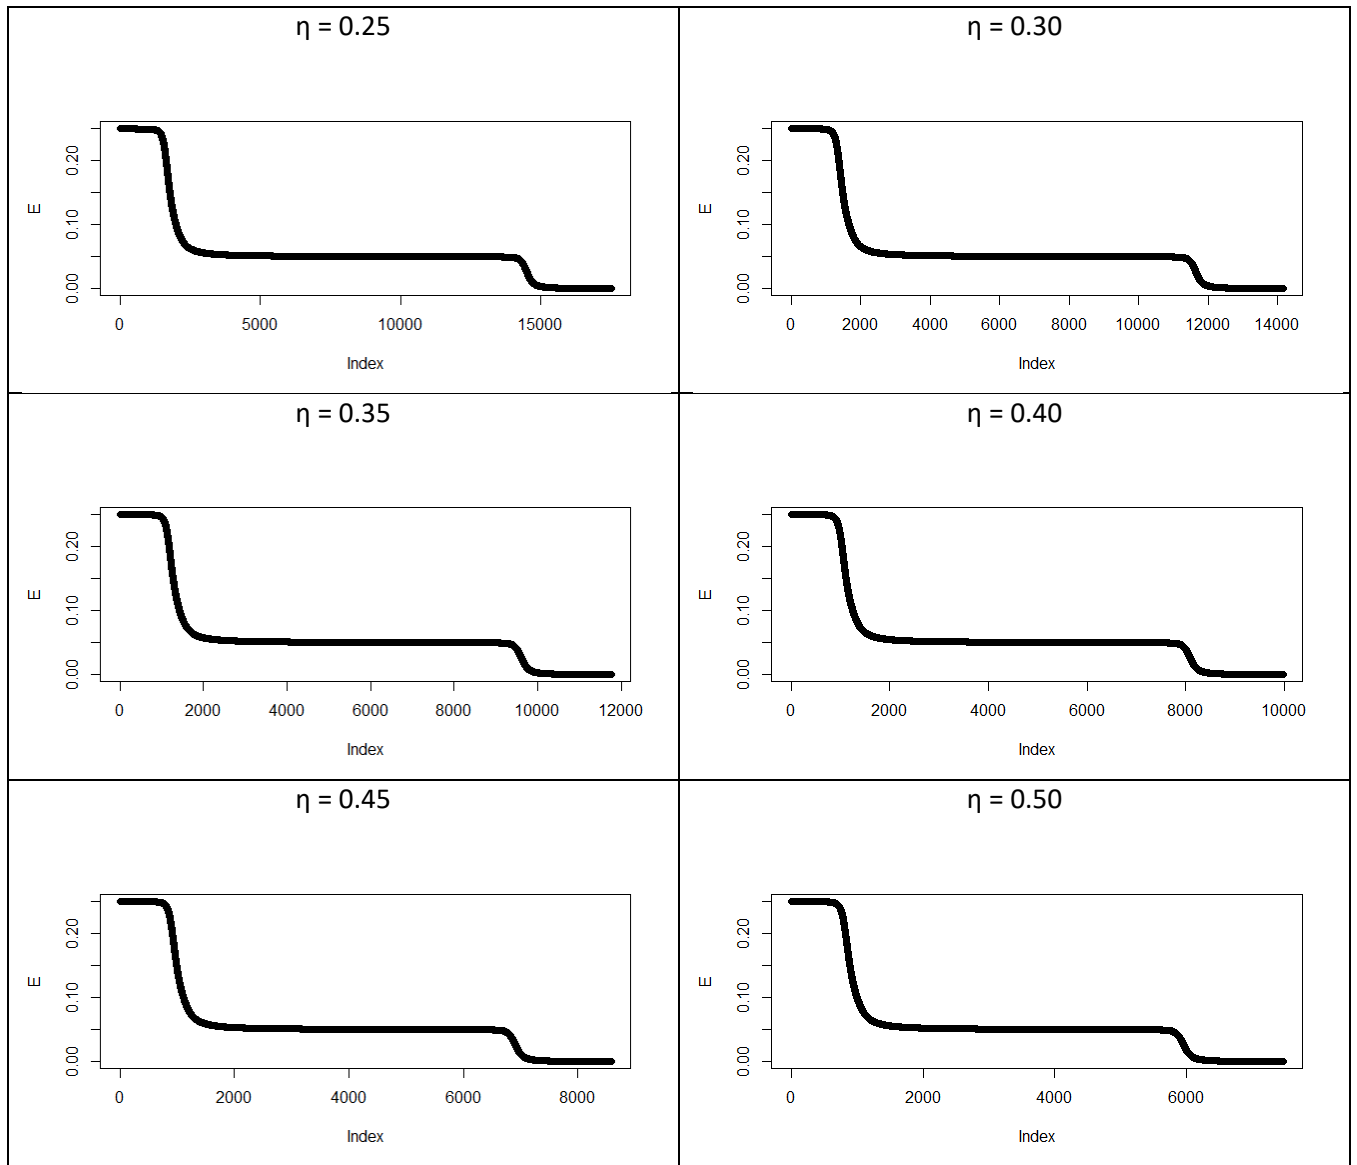 η = 0.25
E
0.00 0.10 0.20
0 5000 10000 15000
Index
η = 0.30
E
0.00 0.10 0.20
0 2000 4000 6000 8000 10000 12000 14000
Index
η = 0.35
E
0.00 0.10 0.20
0 2000 4000 6000 8000 10000 12000
Index
η = 0.40
E
0.00 0.10 0.20
0 2000 4000 6000 8000 10000
Index
η = 0.45
E
0.00 0.10 0.20
0 2000 4000 6000 8000
Index
η = 0.50
E
0.00 0.10 0.20
0 2000 4000 6000
Index